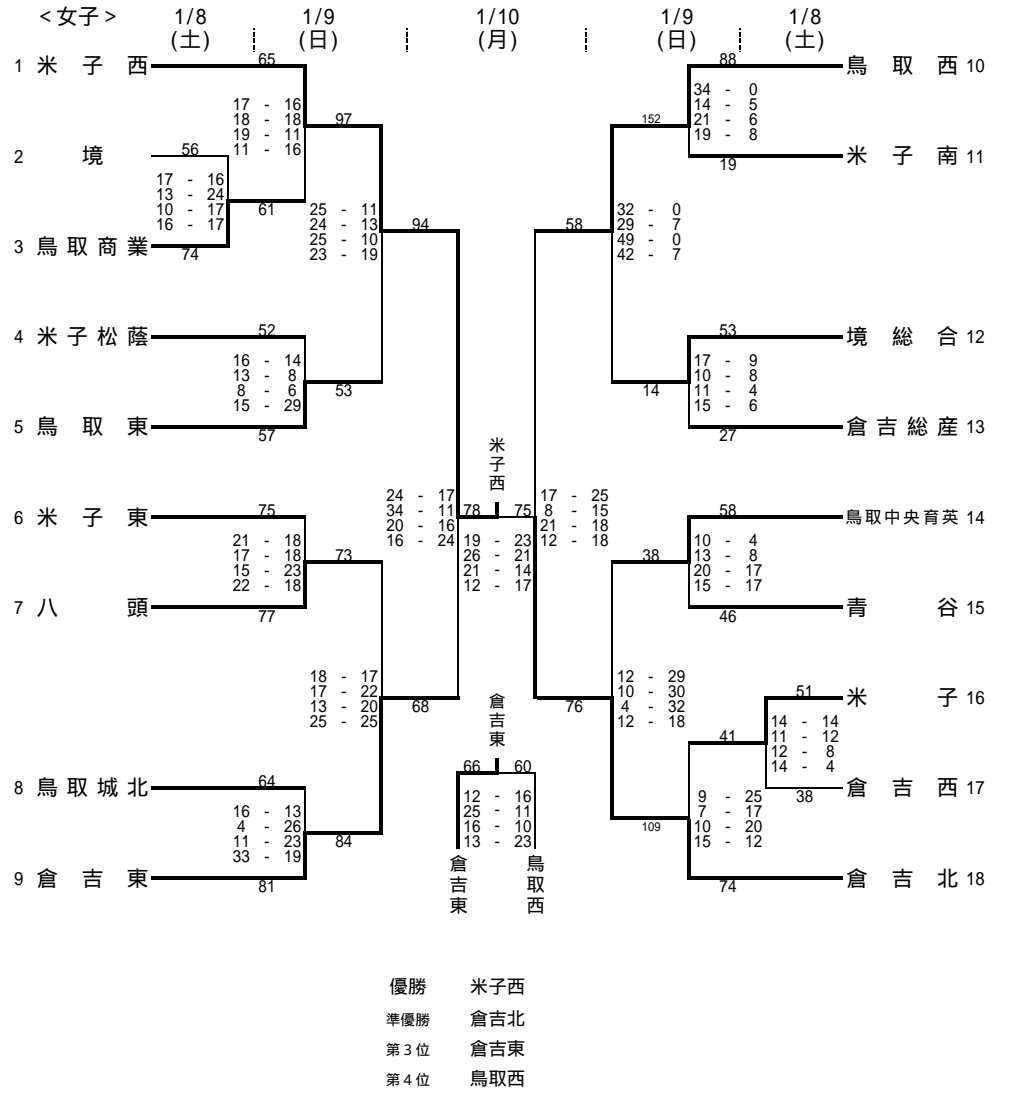 <女子>
1/8 1/9 1/10 1/9 1/8
(土) (日) (月) (日) (土)
1 米子西 65 88 鳥取西 10
17 - 16 34 - 0
18 - 18 14 - 5
19 - 11 21 - 6
11 - 16 19 - 8
97 152
2 境 56 19 米子南 11
17 - 16
13 - 24
10 - 17
16 - 17
61
3 鳥取商業 74
25 - 11 32 - 0
24 - 13 29 - 7
25 - 10 49 - 0
23 - 19 42 - 7
94 58
4 米子松蔭 52 53 境総合 12
16 - 14 17 - 9
13 - 8 10 - 8
8 - 6 11 - 4
15 - 29 15 - 6
53 14
5 鳥取東 57 27 倉吉総産 13
米子西
24 - 17 17 - 25
34 - 11 8 - 15
20 - 16 21 - 18
16 - 24 12 - 18
78 75
19 - 23
26 - 21
21 - 14
12 - 17
6 米子東 75 58 鳥取中央育英 14
21 - 18 10 - 4
17 - 18 13 - 8
15 - 23 20 - 17
22 - 18 15 - 17
73 38
7 八頭 77 46 青谷 15
18 - 17 12 - 29
17 - 22 10 - 30
13 - 20 4 - 32
25 - 25 12 - 18
68 76
51 米子 16
14 - 14
11 - 12
12 - 8
14 - 4
41
倉吉東
66 60
12 - 16
25 - 11
16 - 10
13 - 23
倉吉東 鳥取西
8 鳥取城北 64 38 倉吉西 17
16 - 13 9 - 25
4 - 26 7 - 17
11 - 23 10 - 20
33 - 19 15 - 12
84 109
9 倉吉東 81 74 倉吉北 18
優勝 米子西
準優勝 倉吉北
第3位 倉吉東
第4位 鳥取西